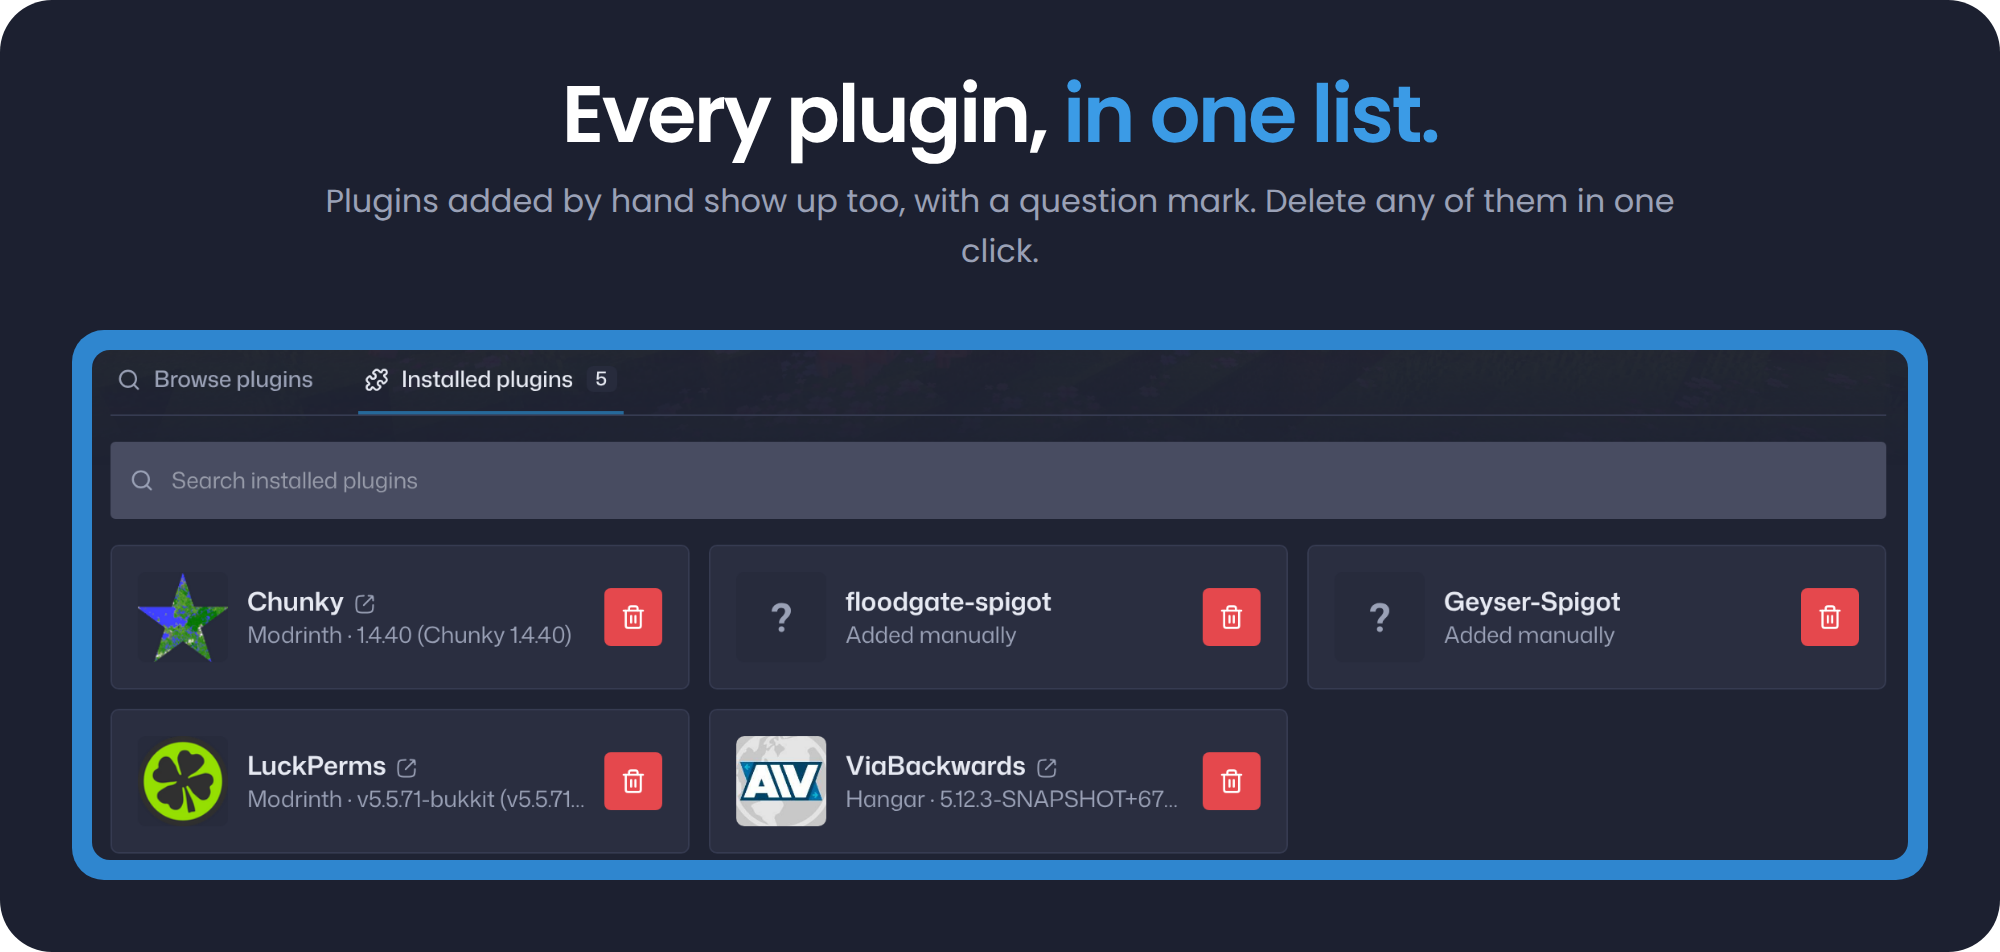 Every plugin, in one list.
Plugins added by hand show up too, with a question mark. Delete any of them in one
click.
Browse plugins
Installed plugins 5
Search installed plugins
Chunky
Modrinth · 1.4.40 (Chunky 1.4.40)
?
floodgate-spigot
Added manually
?
Geyser-Spigot
Added manually
LuckPerms
Modrinth · v5.5.71-bukkit (v5.5.71...
ViaBackwards
Hangar · 5.12.3-SNAPSHOT+67...